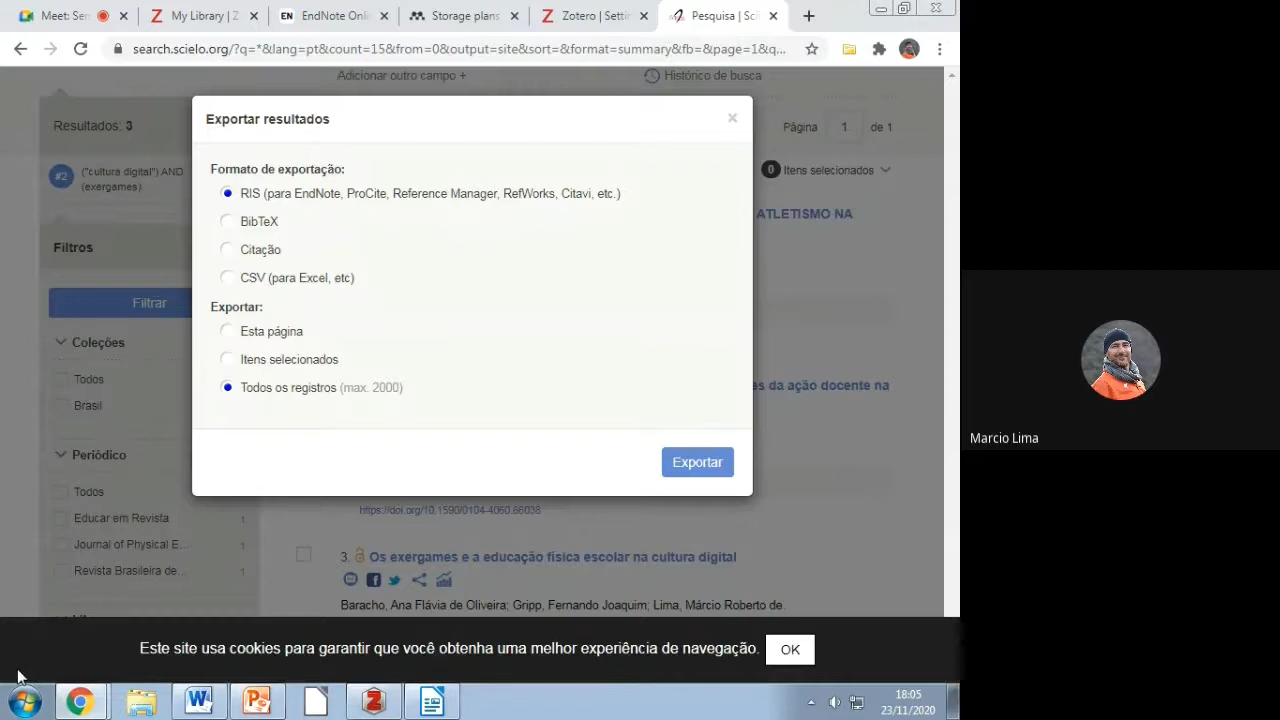 Meet: Sem
My Library | Z
EN EndNote Onli
Storage plans
Zotero | Settin
Pesquisa | Sci
search.scielo.org/?q=*&lang=pt&count=15&from=0&output=site&sort=&format=summary&fb=&page=1&q...
Adicionar outro campo +
Histórico de busca
Resultados: 3
Página 1 de 1
#2 ("cultura digital") AND
(exergames)
0 Itens selecionados
Exportar resultados ×
Formato de exportação:
RIS (para EndNote, ProCite, Reference Manager, RefWorks, Citavi, etc.)
BibTeX
Citação
CSV (para Excel, etc)
Exportar:
Esta página
Itens selecionados
Todos os registros (max. 2000)
Exportar
ATLETISMO NA
Filtros
Filtrar
Coleções
Todos
Brasil
da ação docente na
Periódico
Todos
Educar em Revista 1
Journal of Physical E... 1
Revista Brasileira de... 1
https://doi.org/10.1590/0104-4060.66038
3. Os exergames e a educação física escolar na cultura digital
Baracho, Ana Flávia de Oliveira; Gripp, Fernando Joaquim; Lima, Márcio Roberto de.
Este site usa cookies para garantir que você obtenha uma melhor experiência de navegação. OK
18:05
23/11/2020
Marcio Lima